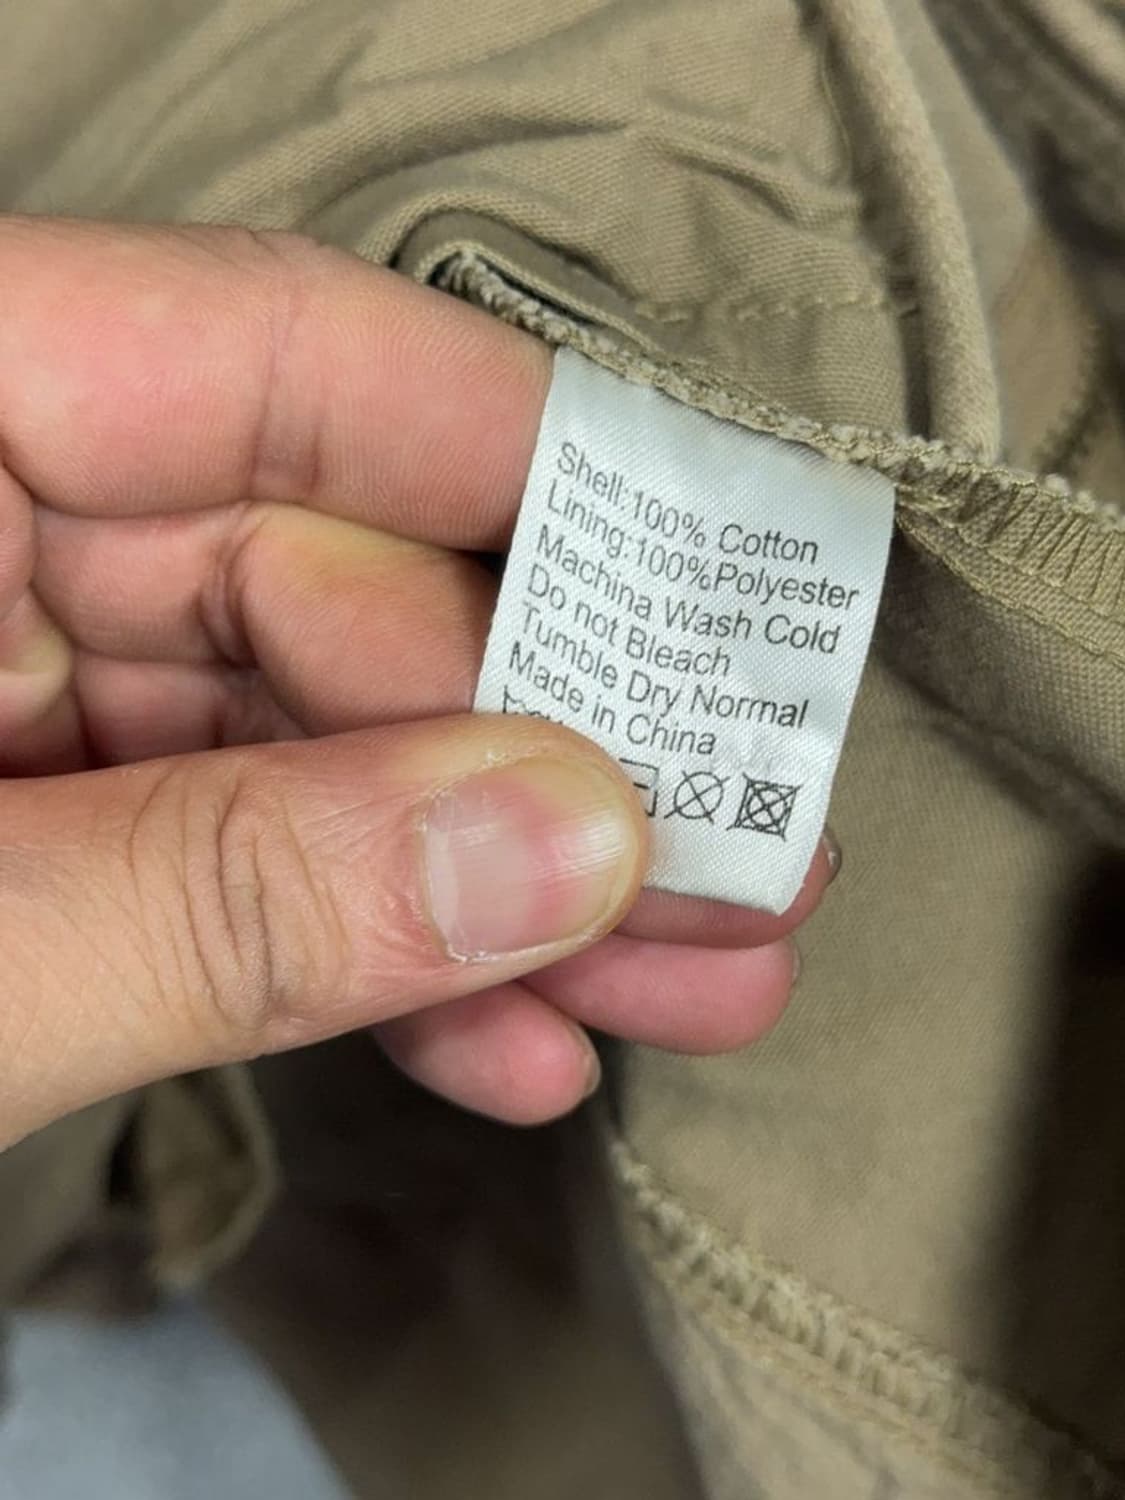 Shell:100% Cotton
Lining:100%Polyester
Machina Wash Cold
Do not Bleach
Tumble Dry Normal
Made in China